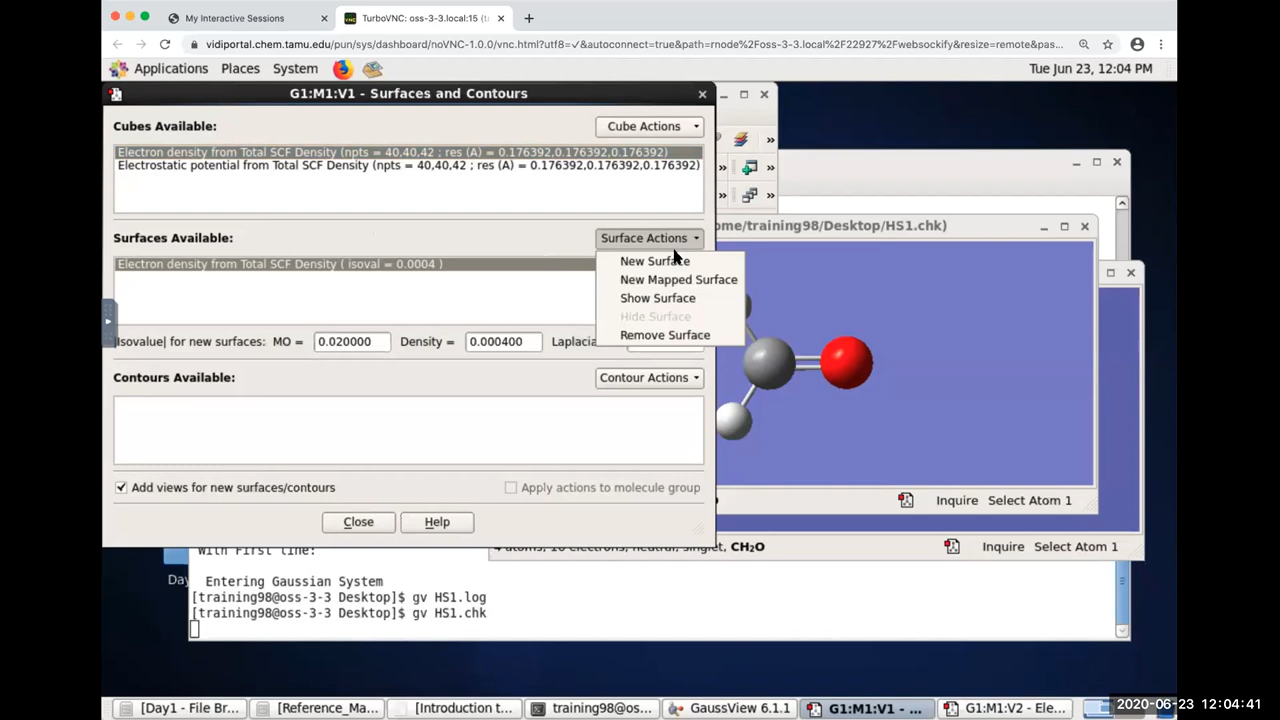 My Interactive Sessions
TurboVNC: oss-3-3.local:15 (t
vidiportal.chem.tamu.edu/pun/sys/dashboard/noVNC-1.0.0/vnc.html?utf8=✓&autoconnect=true&path=rnode%2Foss-3-3.local%2F22927%2Fwebsockify&resize=remote&pas...
Applications Places System Tue Jun 23, 12:04 PM
G1:M1:V1 - Surfaces and Contours
Cubes Available: Cube Actions
Electron density from Total SCF Density (npts = 40,40,42 ; res (A) = 0.176392,0.176392,0.176392)
Electrostatic potential from Total SCF Density (npts = 40,40,42 ; res (A) = 0.176392,0.176392,0.176392)
ome/training98/Desktop/HS1.chk)
Surfaces Available: Surface Actions
Electron density from Total SCF Density ( isoval = 0.0004 )
New Surface
New Mapped Surface
Show Surface
Hide Surface
Remove Surface
|Isovalue| for new surfaces: MO = 0.020000 Density = 0.000400 Laplacia
Contours Available: Contour Actions
Add views for new surfaces/contours Apply actions to molecule group
Inquire Select Atom 1
Close Help
With First line:
4 atoms, 16 electrons, neutral, singlet, CH2O Inquire Select Atom 1
Day
Entering Gaussian System
[training98@oss-3-3 Desktop]$ gv HS1.log
[training98@oss-3-3 Desktop]$ gv HS1.chk
[Day1 - File Br... [Reference_Ma... [Introduction t... training98@os... GaussView 6.1.1 G1:M1:V1 - ... G1:M1:V2 - Ele...
2020-06-23 12:04:41